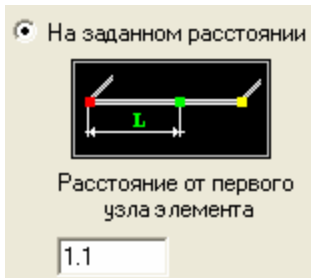 На заданном расстоянии
L
Расстояние от первого
узла элемента
1.1